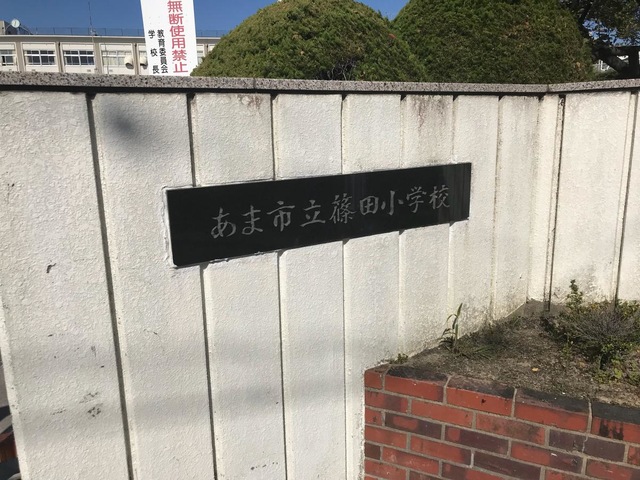 無断使用禁止
教育委員会
学校長
あま市立篠田小学校